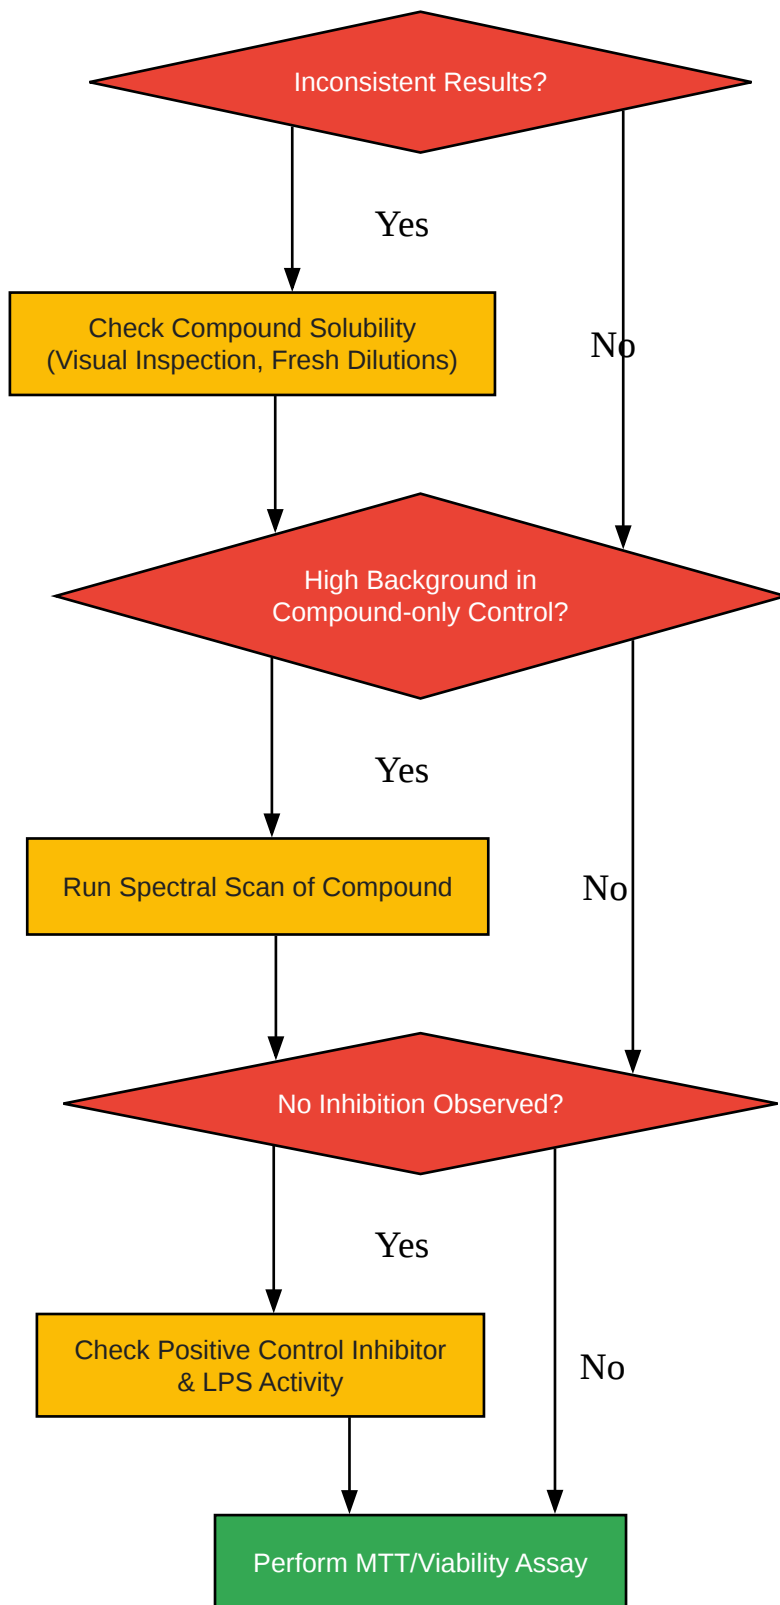 Inconsistent Results?
Yes
Check Compound Solubility
(Visual Inspection, Fresh Dilutions)
No
High Background in
Compound-only Control?
Yes
Run Spectral Scan of Compound
No
No Inhibition Observed?
Yes
Check Positive Control Inhibitor
& LPS Activity
No
Perform MTT/Viability Assay